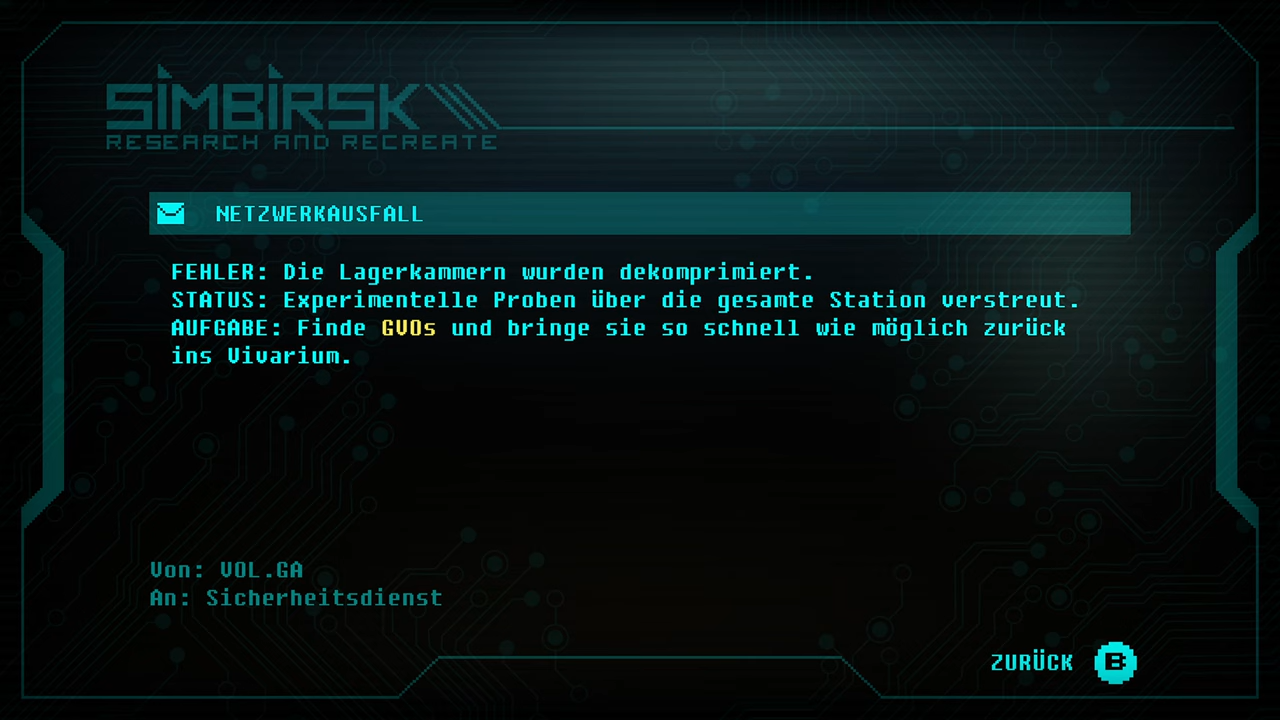 SIMBIRSK
RESEARCH AND RECREATE
NETZWERKAUSFALL
FEHLER: Die Lagerkammern wurden dekomprimiert.
STATUS: Experimentelle Proben über die gesamte Station verstreut.
AUFGABE: Finde GVOs und bringe sie so schnell wie möglich zurück
ins Vivarium.
Von: VOL.GA
An: Sicherheitsdienst
ZURÜCK B